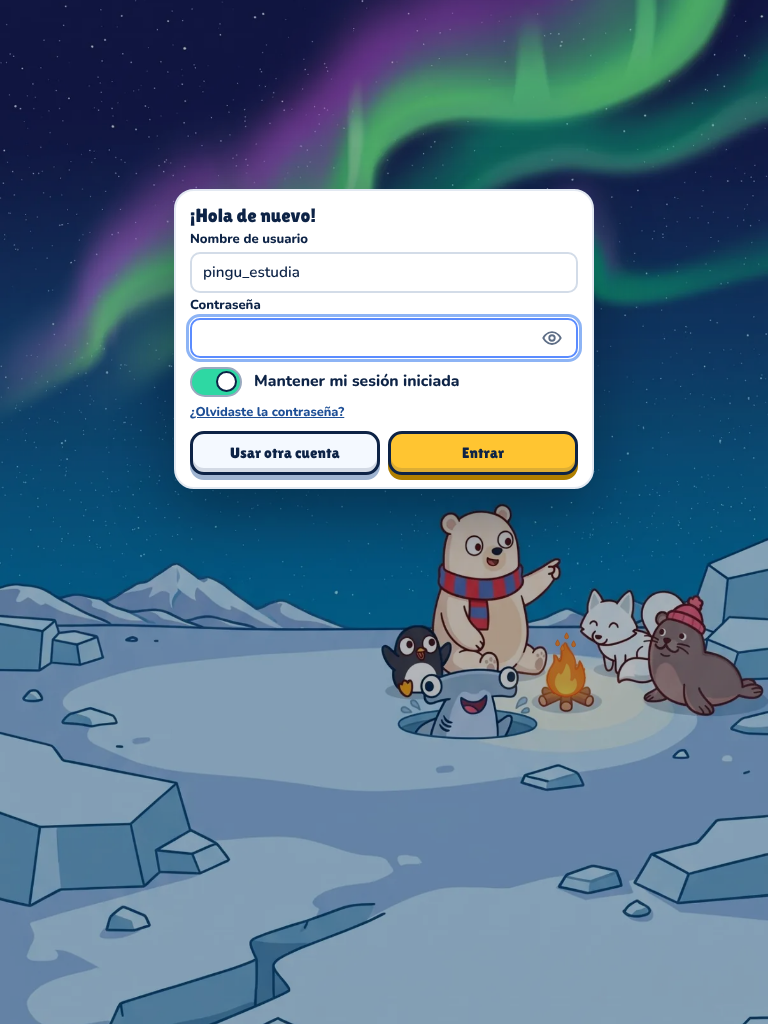 ¡Hola de nuevo!
Nombre de usuario
pingu_estudia
Contraseña
Mantener mi sesión iniciada
¿Olvidaste la contraseña?
Usar otra cuenta
Entrar